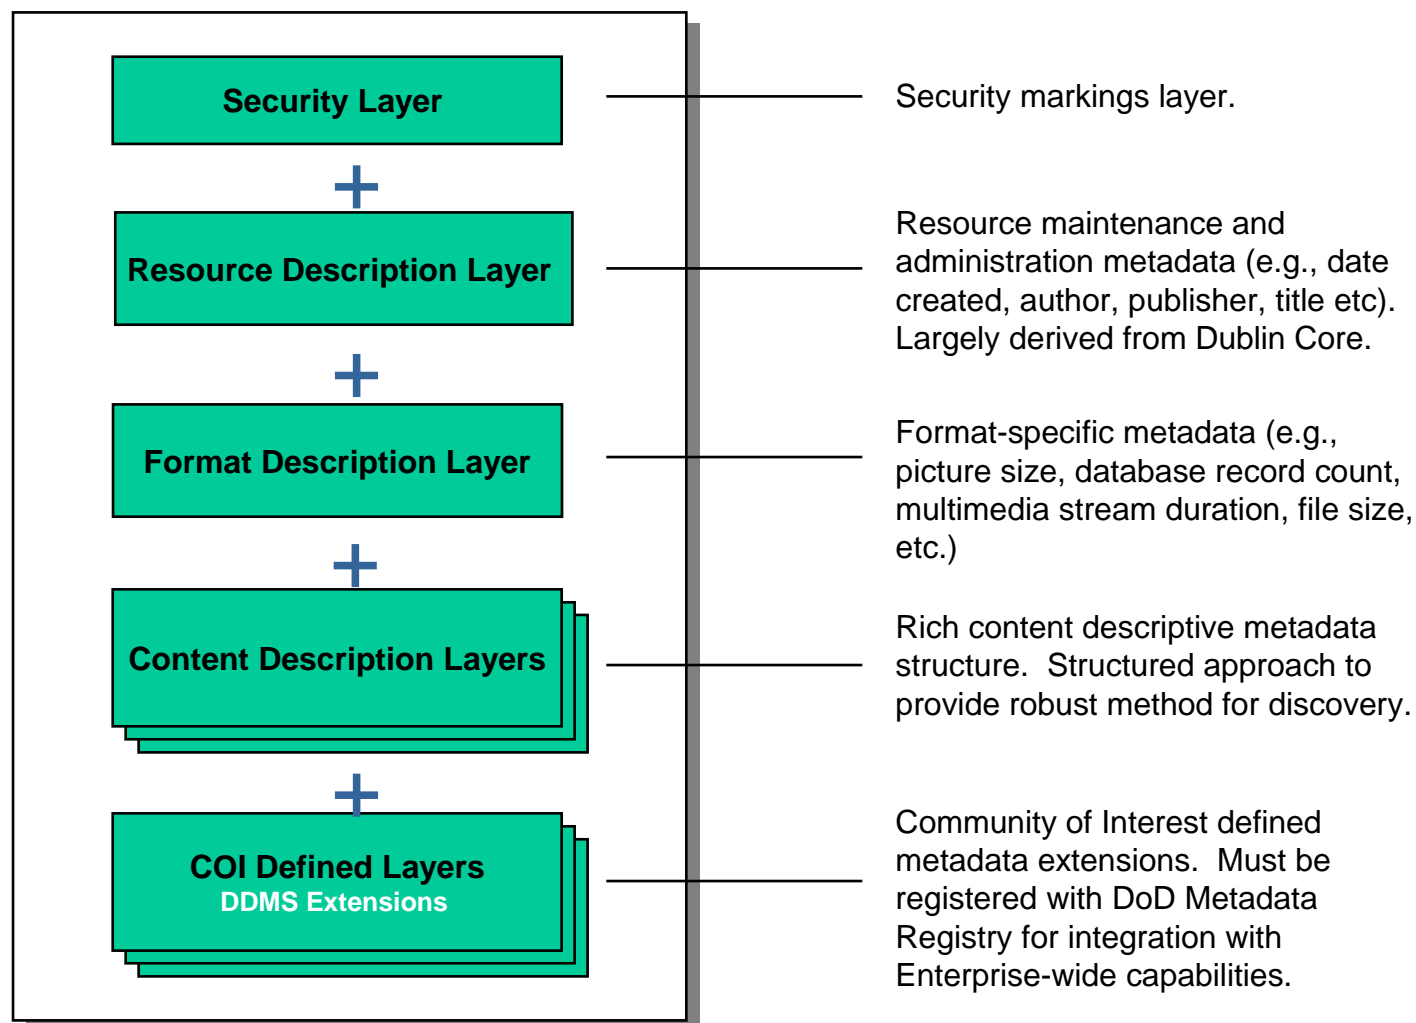 Security Layer
Security markings layer.
+
Resource Description Layer
Resource maintenance and
administration metadata (e.g., date
created, author, publisher, title etc).
Largely derived from Dublin Core.
+
Format Description Layer
Format-specific metadata (e.g.,
picture size, database record count,
multimedia stream duration, file size,
etc.)
+
Content Description Layers
Rich content descriptive metadata
structure.  Structured approach to
provide robust method for discovery.
+
COI Defined Layers
DDMS Extensions
Community of Interest defined
metadata extensions.  Must be
registered with DoD Metadata
Registry for integration with
Enterprise-wide capabilities.